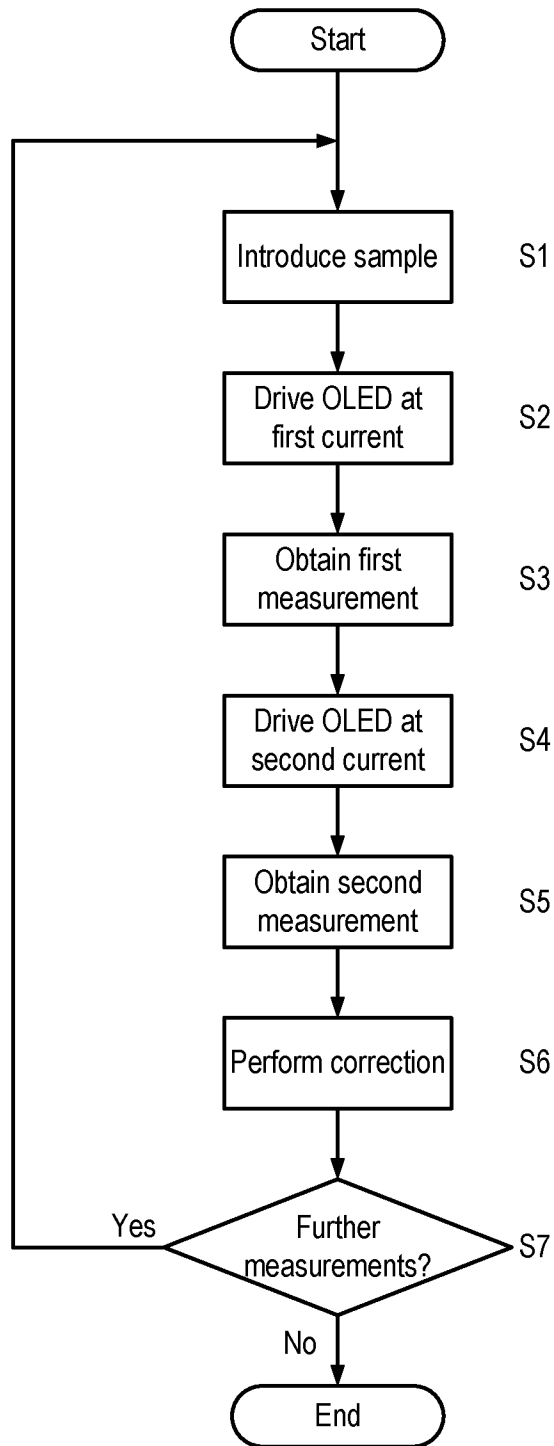 Start
Introduce sample
S1
Drive OLED at
first current
S2
Obtain first
measurement
S3
Drive OLED at
second current
S4
Obtain second
measurement
S5
Perform correction
S6
Yes
Further
measurements?
S7
No
End